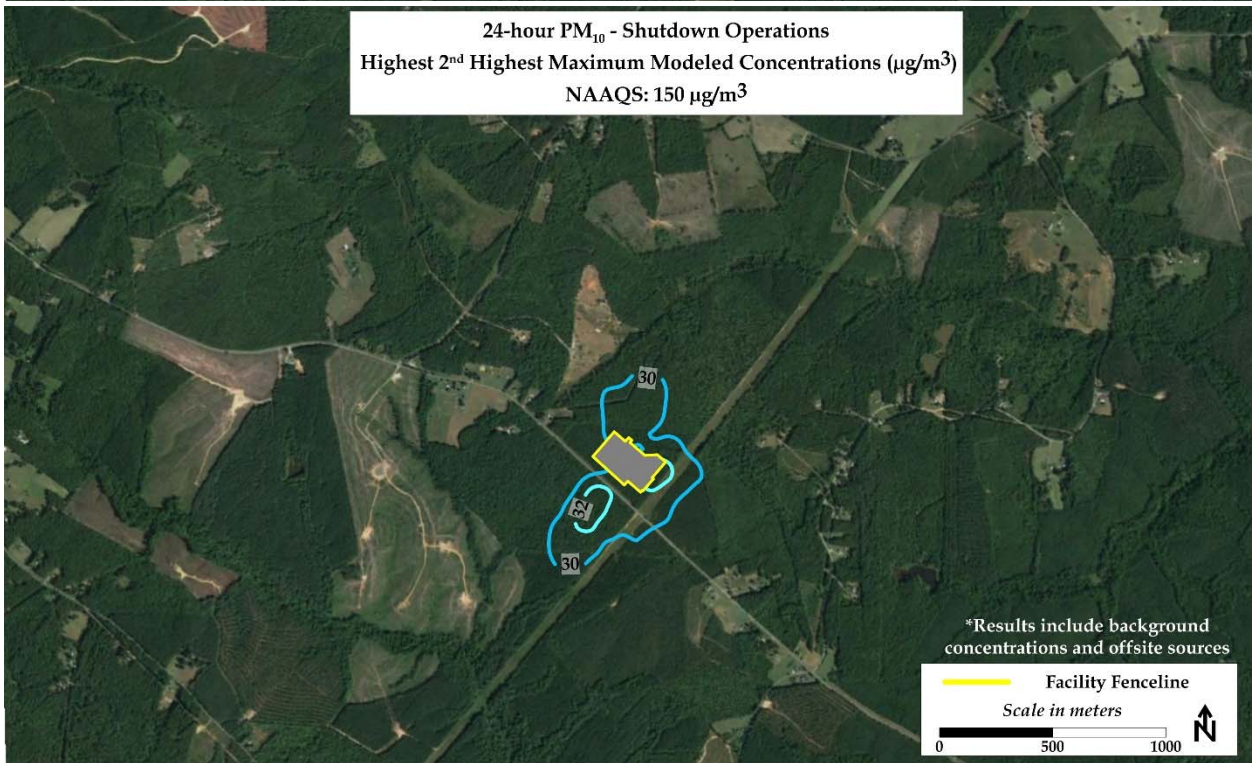 24-hour PM₁₀ - Shutdown Operations
Highest 2ⁿᵈ Highest Maximum Modeled Concentrations (µg/m³)
NAAQS: 150 µg/m³
30
32
30
*Results include background
concentrations and offsite sources
Facility Fenceline
Scale in meters
0 500 1000
N